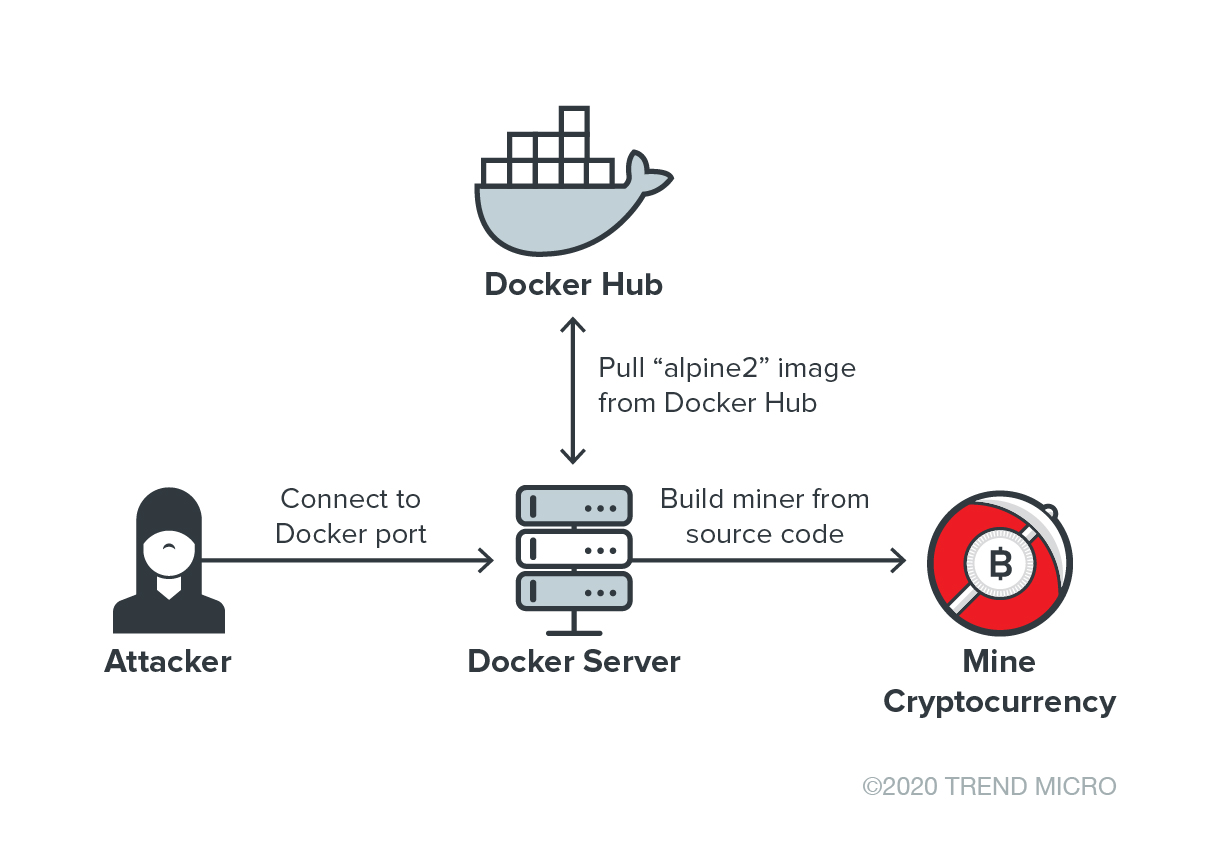 Docker Hub
Pull “alpine2” image
from Docker Hub
Connect to
Docker port
Build miner from
source code
Attacker
Docker Server
Mine
Cryptocurrency
©2020 TREND MICRO